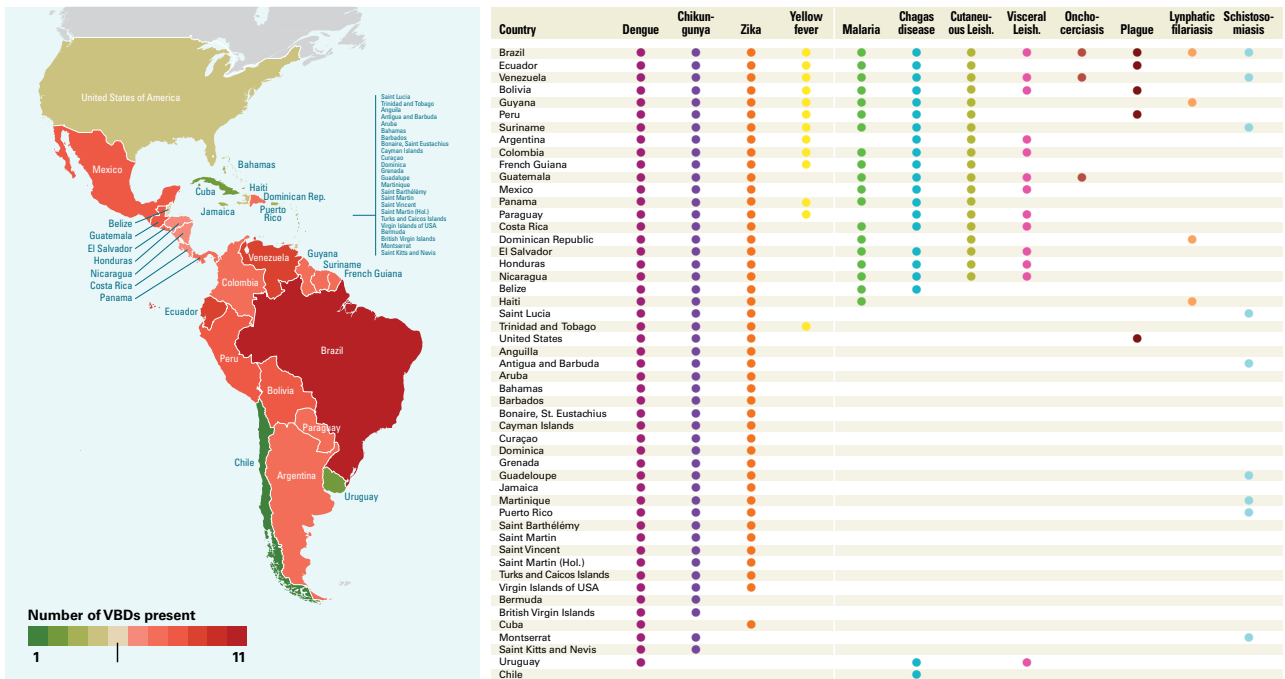 United States of America
Mexico
Bahamas
Cuba
Haiti
Dominican Rep.
Jamaica
Puerto
Rico
Belize
Guatemala
El Salvador
Honduras
Nicaragua
Costa Rica
Panama
Venezuela
Guyana
Suriname
French Guiana
Colombia
Ecuador
Peru
Brazil
Bolivia
Paraguay
Chile
Argentina
Uruguay
Saint Lucia
Trinidad and Tobago
Anguila
Antigua and Barbuda
Aruba
Bahamas
Barbados
Bonaire, Saint Eustachius
Cayman Islands
Curaçao
Dominica
Grenada
Guadalupe
Martinique
Saint Barthélémy
Saint Martin
Saint Vincent
Saint Martin (Hol.)
Turks and Caicos Islands
Virgin Islands of USA
Bermuda
British Virgin Islands
Montserrat
Saint Kitts and Nevis
Number of VBDs present
1 11
Country Dengue Chikun-gunya Zika Yellow fever Malaria Chagas disease Cutaneu-ous Leish. Visceral Leish. Oncho-cerciasis Plague Lynphatic filariasis Schistoso-miasis
Brazil
Ecuador
Venezuela
Bolivia
Guyana
Peru
Suriname
Argentina
Colombia
French Guiana
Guatemala
Mexico
Panama
Paraguay
Costa Rica
Dominican Republic
El Salvador
Honduras
Nicaragua
Belize
Haiti
Saint Lucia
Trinidad and Tobago
United States
Anguilla
Antigua and Barbuda
Aruba
Bahamas
Barbados
Bonaire, St. Eustachius
Cayman Islands
Curaçao
Dominica
Grenada
Guadeloupe
Jamaica
Martinique
Puerto Rico
Saint Barthélémy
Saint Martin
Saint Vincent
Saint Martin (Hol.)
Turks and Caicos Islands
Virgin Islands of USA
Bermuda
British Virgin Islands
Cuba
Montserrat
Saint Kitts and Nevis
Uruguay
Chile